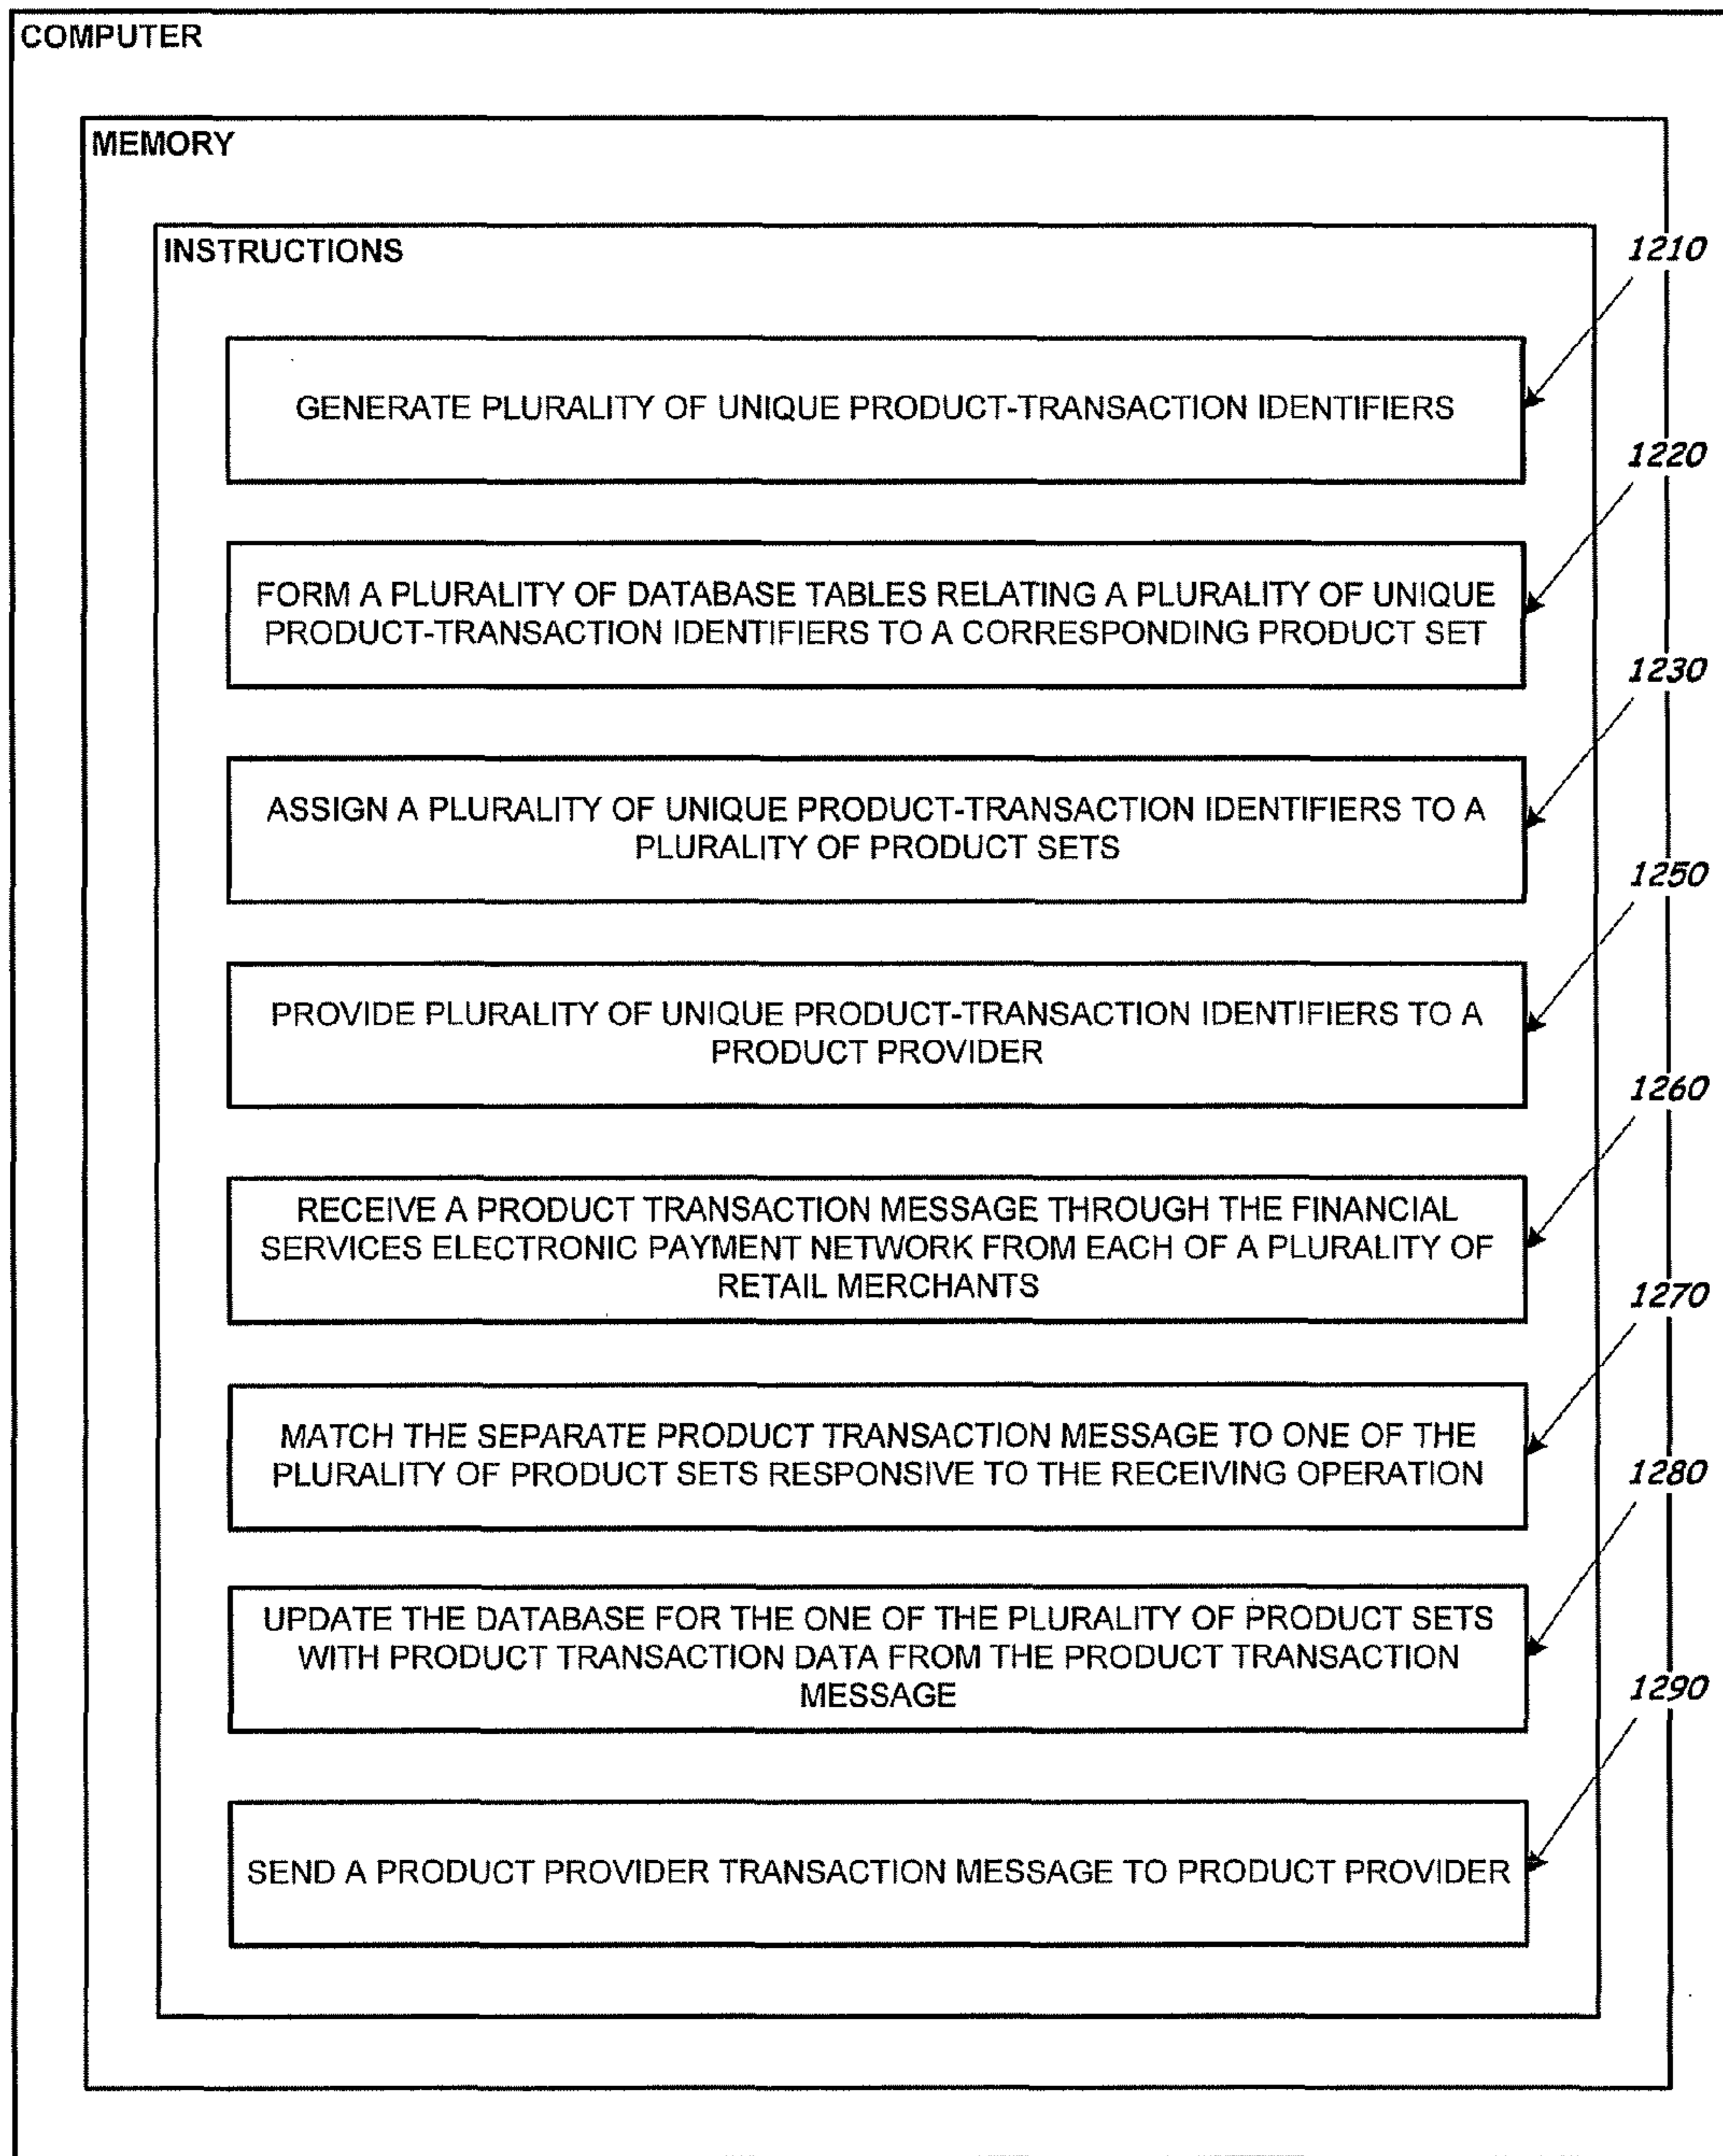 COMPUTER
MEMORY
INSTRUCTIONS
1210
GENERATE PLURALITY OF UNIQUE PRODUCT-TRANSACTION IDENTIFIERS
1220
FORM A PLURALITY OF DATABASE TABLES RELATING A PLURALITY OF UNIQUE
PRODUCT-TRANSACTION IDENTIFIERS TO A CORRESPONDING PRODUCT SET
1230
ASSIGN A PLURALITY OF UNIQUE PRODUCT-TRANSACTION IDENTIFIERS TO A
PLURALITY OF PRODUCT SETS
1250
PROVIDE PLURALITY OF UNIQUE PRODUCT-TRANSACTION IDENTIFIERS TO A
PRODUCT PROVIDER
1260
RECEIVE A PRODUCT TRANSACTION MESSAGE THROUGH THE FINANCIAL
SERVICES ELECTRONIC PAYMENT NETWORK FROM EACH OF A PLURALITY OF
RETAIL MERCHANTS
1270
MATCH THE SEPARATE PRODUCT TRANSACTION MESSAGE TO ONE OF THE
PLURALITY OF PRODUCT SETS RESPONSIVE TO THE RECEIVING OPERATION
1280
UPDATE THE DATABASE FOR THE ONE OF THE PLURALITY OF PRODUCT SETS
WITH PRODUCT TRANSACTION DATA FROM THE PRODUCT TRANSACTION
MESSAGE
1290
SEND A PRODUCT PROVIDER TRANSACTION MESSAGE TO PRODUCT PROVIDER